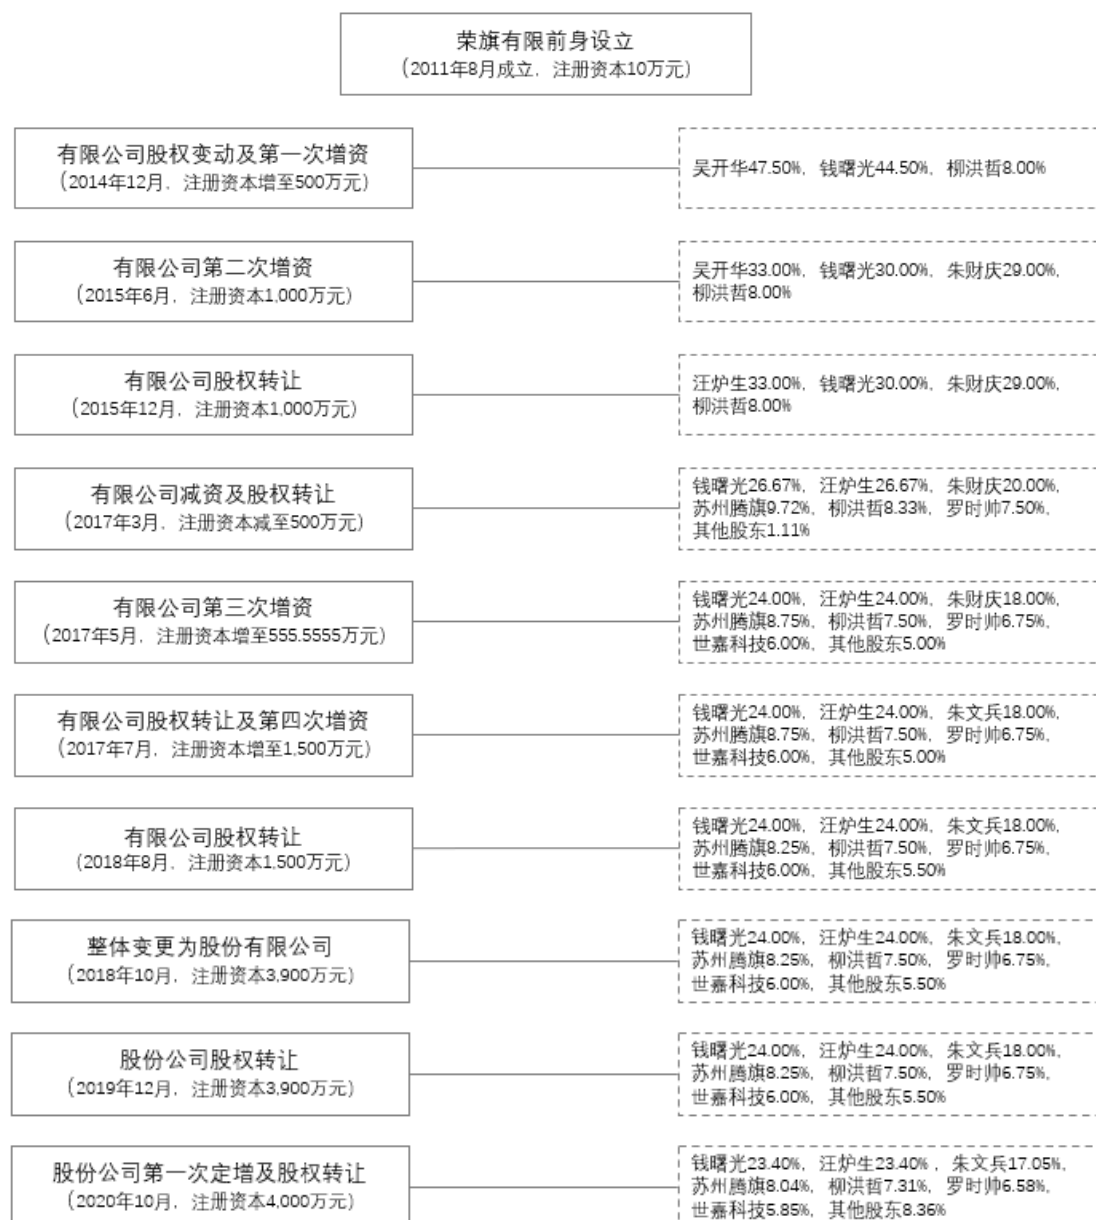 荣旗有限前身设立
（2011年8月成立，注册资本10万元）
有限公司股权变动及第一次增资
（2014年12月，注册资本增至500万元）
吴开华47.50%，钱曙光44.50%，柳洪哲8.00%
有限公司第二次增资
（2015年6月，注册资本1,000万元）
吴开华33.00%，钱曙光30.00%，朱财庆29.00%，
柳洪哲8.00%
有限公司股权转让
（2015年12月，注册资本1,000万元）
汪炉生33.00%，钱曙光30.00%，朱财庆29.00%，
柳洪哲8.00%
有限公司减资及股权转让
（2017年3月，注册资本减至500万元）
钱曙光26.67%，汪炉生26.67%，朱财庆20.00%，
苏州腾旗9.72%，柳洪哲8.33%，罗时帅7.50%，
其他股东1.11%
有限公司第三次增资
（2017年5月，注册资本增至555.5555万元）
钱曙光24.00%，汪炉生24.00%，朱财庆18.00%，
苏州腾旗8.75%，柳洪哲7.50%，罗时帅6.75%，
世嘉科技6.00%，其他股东5.00%
有限公司股权转让及第四次增资
（2017年7月，注册资本增至1,500万元）
钱曙光24.00%，汪炉生24.00%，朱文兵18.00%，
苏州腾旗8.75%，柳洪哲7.50%，罗时帅6.75%，
世嘉科技6.00%，其他股东5.00%
有限公司股权转让
（2018年8月，注册资本1,500万元）
钱曙光24.00%，汪炉生24.00%，朱文兵18.00%，
苏州腾旗8.25%，柳洪哲7.50%，罗时帅6.75%，
世嘉科技6.00%，其他股东5.50%
整体变更为股份有限公司
（2018年10月，注册资本3,900万元）
钱曙光24.00%，汪炉生24.00%，朱文兵18.00%，
苏州腾旗8.25%，柳洪哲7.50%，罗时帅6.75%，
世嘉科技6.00%，其他股东5.50%
股份公司股权转让
（2019年12月，注册资本3,900万元）
钱曙光24.00%，汪炉生24.00%，朱文兵18.00%，
苏州腾旗8.25%，柳洪哲7.50%，罗时帅6.75%，
世嘉科技6.00%，其他股东5.50%
股份公司第一次定增及股权转让
（2020年10月，注册资本4,000万元）
钱曙光23.40%，汪炉生23.40%，朱文兵17.05%，
苏州腾旗8.04%，柳洪哲7.31%，罗时帅6.58%，
世嘉科技5.85%，其他股东8.36%